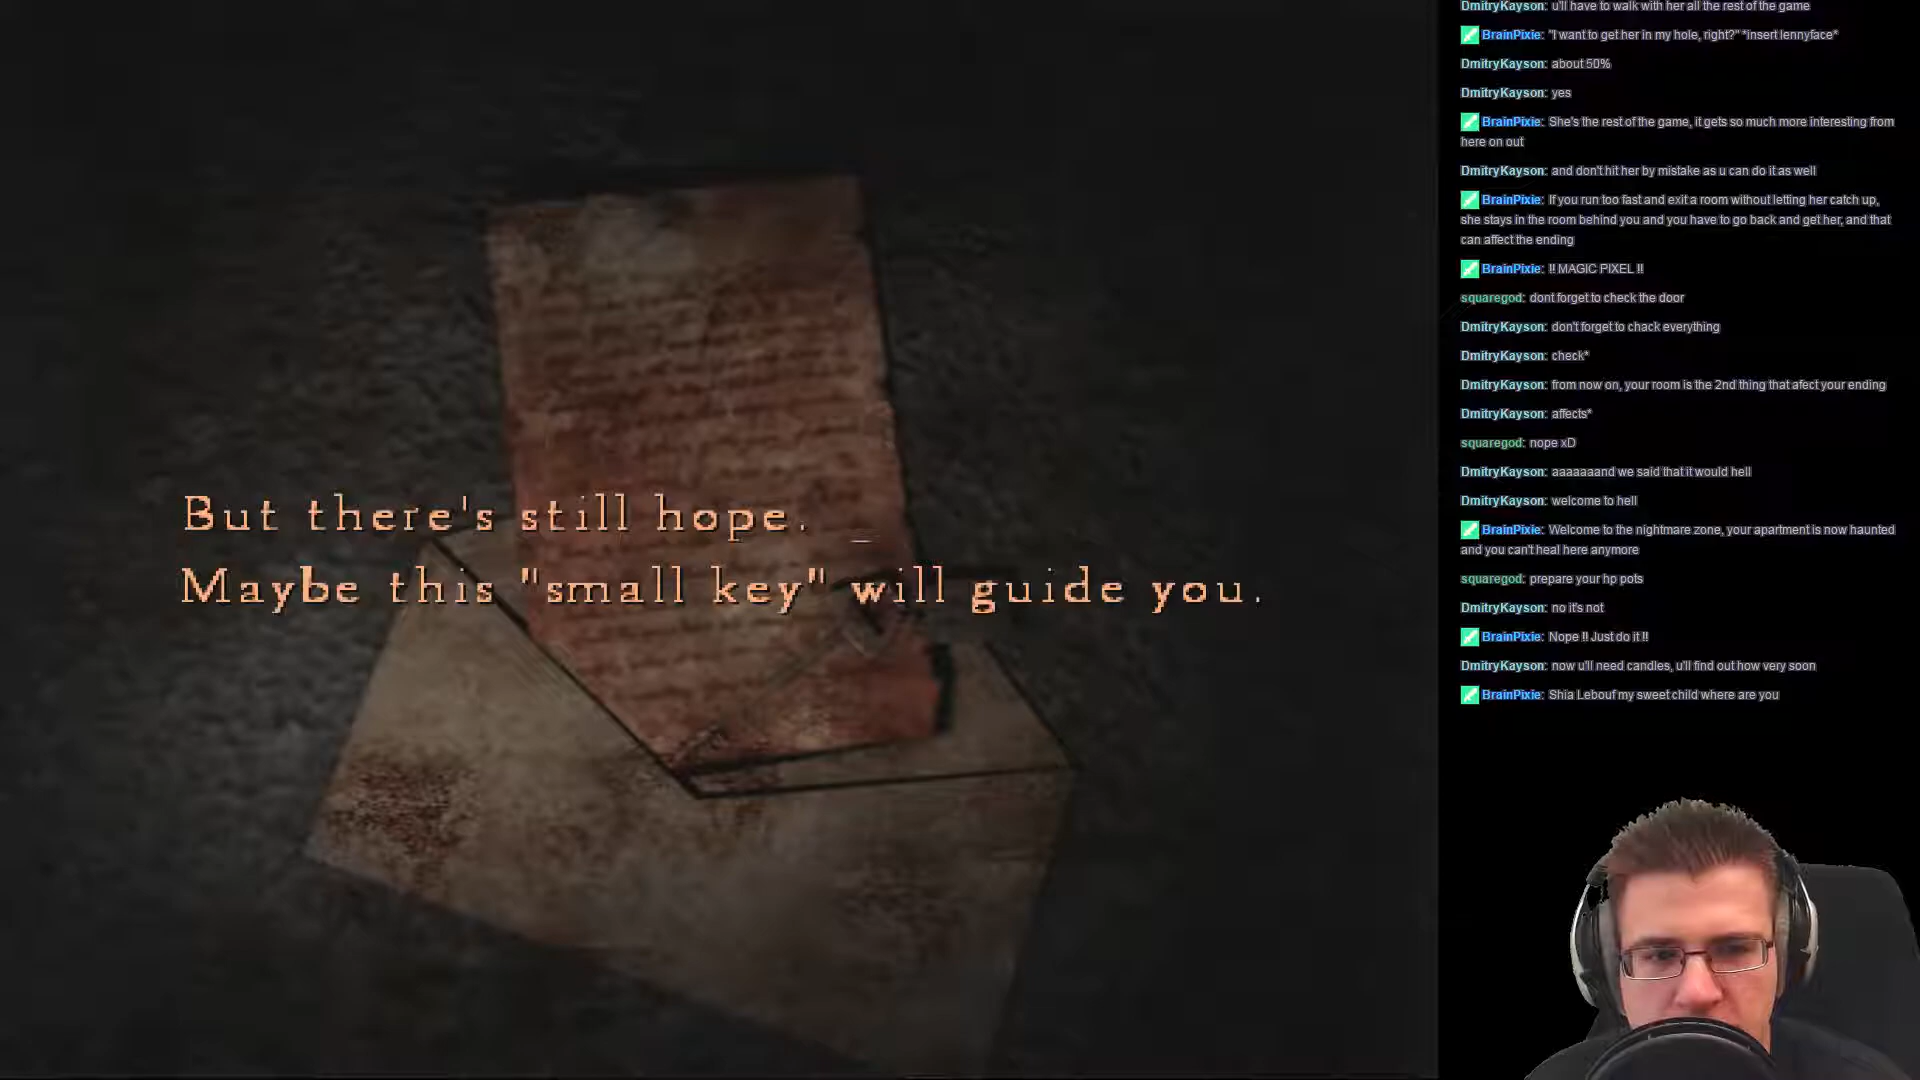 But there's still hope.
Maybe this "small key" will guide you.
DmitryKayson: u'll have to walk with her all the rest of the game
BrainPixie: "I want to get her in my hole, right?" *insert lennyface*
DmitryKayson: about 50%
DmitryKayson: yes
BrainPixie: She's the rest of the game, it gets so much more interesting from
here on out
DmitryKayson: and don't hit her by mistake as u can do it as well
BrainPixie: If you run too fast and exit a room without letting her catch up,
she stays in the room behind you and you have to go back and get her, and that
can affect the ending
BrainPixie: !! MAGIC PIXEL !!
squaregod: dont forget to check the door
DmitryKayson: don't forget to chack everything
DmitryKayson: check*
DmitryKayson: from now on, your room is the 2nd thing that afect your ending
DmitryKayson: affects*
squaregod: nope xD
DmitryKayson: aaaaaaand we said that it would hell
DmitryKayson: welcome to hell
BrainPixie: Welcome to the nightmare zone, your apartment is now haunted
and you can't heal here anymore
squaregod: prepare your hp pots
DmitryKayson: no it's not
BrainPixie: Nope !! Just do it !!
DmitryKayson: now u'll need candles, u'll find out how very soon
BrainPixie: Shia Lebouf my sweet child where are you